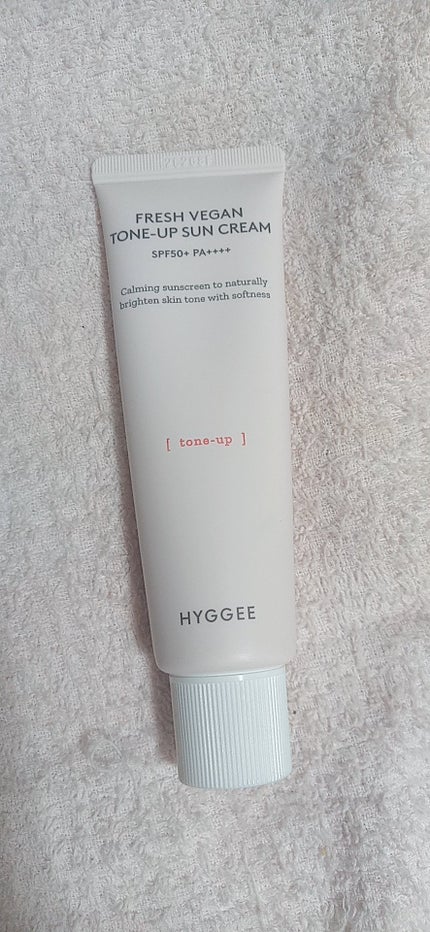 FRESH VEGAN
TONE-UP SUN CREAM
SPF50+ PA++++
Calming sunscreen to naturally
brighten skin tone with softness
[ tone-up ]
HYGGEE